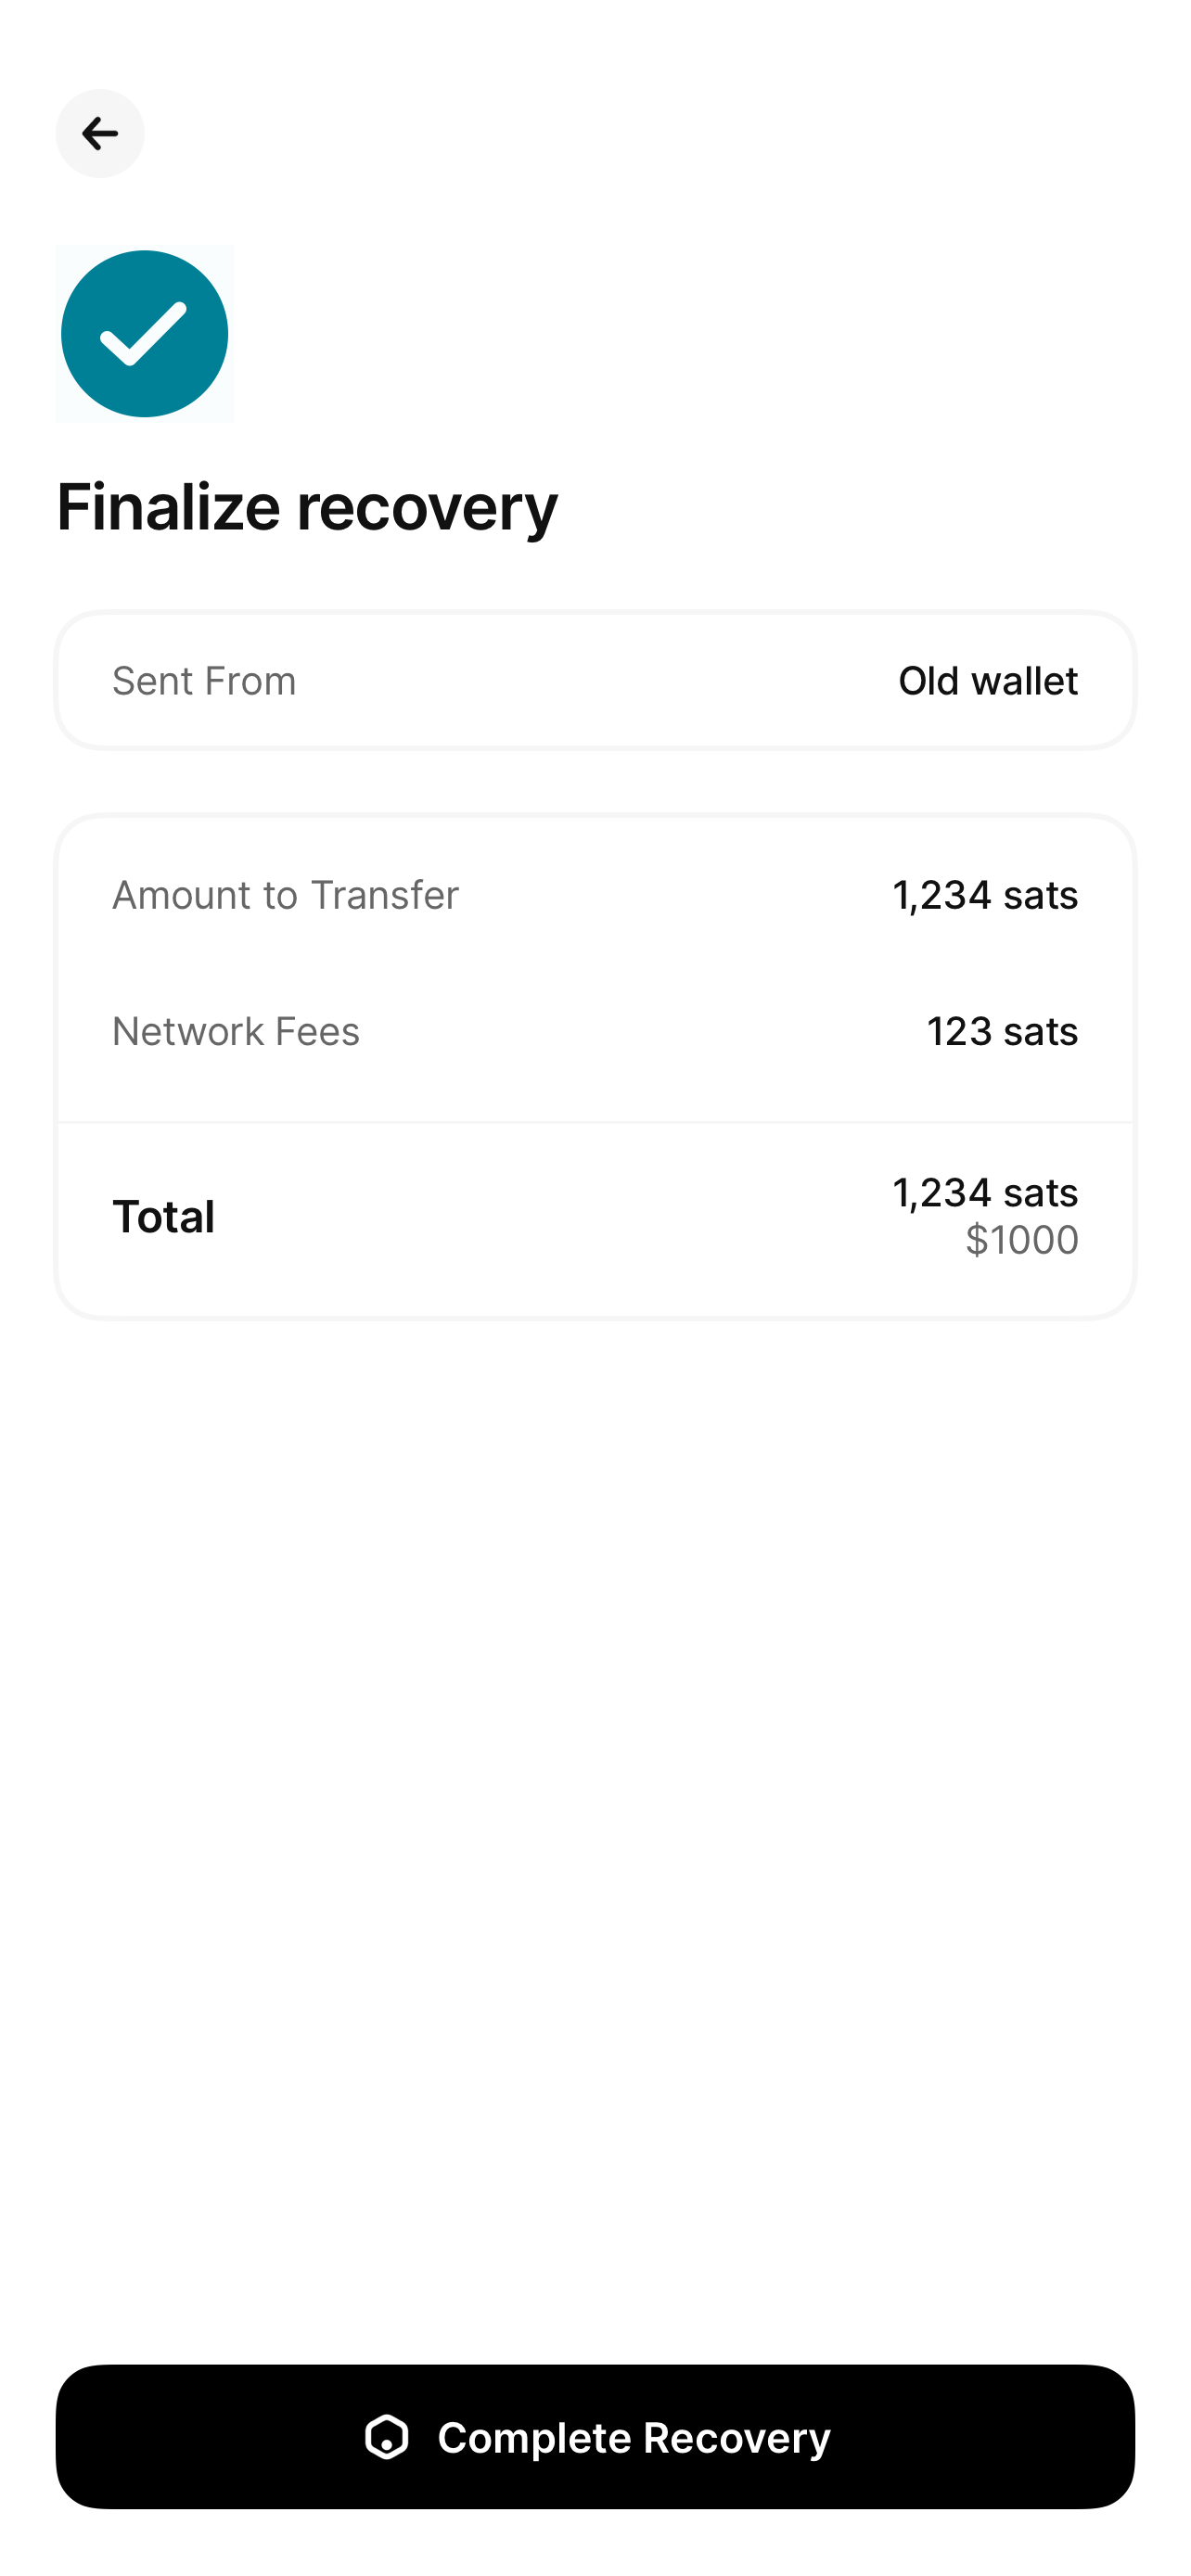 Finalize recovery
Sent From Old wallet
Amount to Transfer 1,234 sats
Network Fees 123 sats
Total 1,234 sats
$1000
Complete Recovery